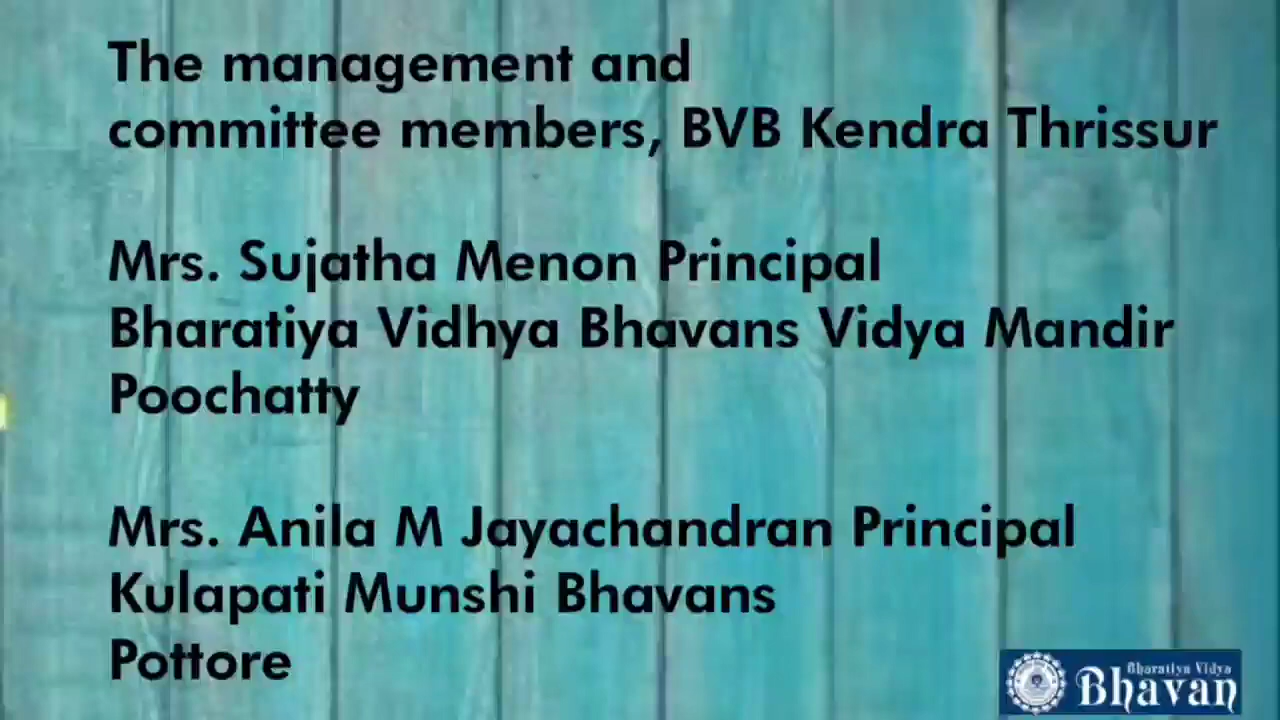 The management and
committee members, BVB Kendra Thrissur
Mrs. Sujatha Menon Principal
Bharatiya Vidhya Bhavans Vidya Mandir
Poochatty
Mrs. Anila M Jayachandran Principal
Kulapati Munshi Bhavans
Pottore
Bharatiya Vidya
Bhavan